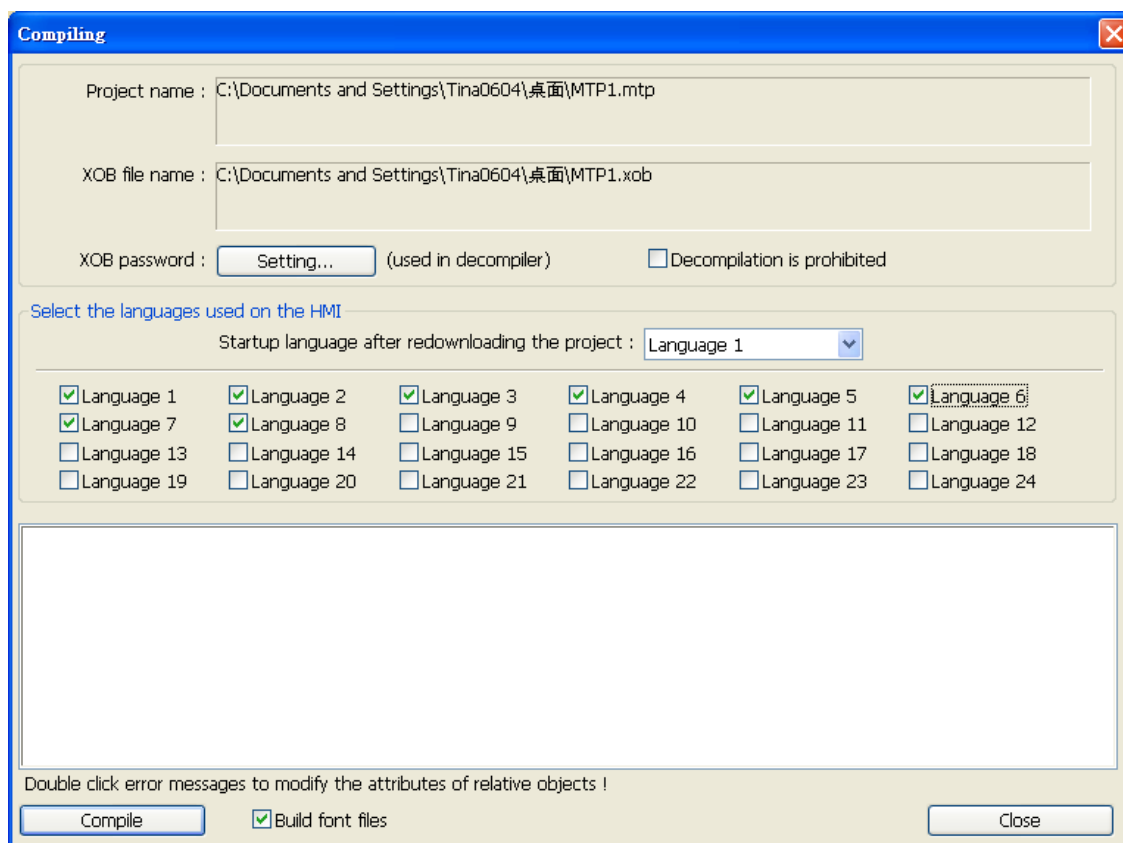 Compiling
Project name : C:\Documents and Settings\Tina0604\桌面\MTP1.mtp
XOB file name : C:\Documents and Settings\Tina0604\桌面\MTP1.xob
XOB password : Setting... (used in decompiler) Decompilation is prohibited
Select the languages used on the HMI
Startup language after redownloading the project : Language 1
Language 1 Language 2 Language 3 Language 4 Language 5 Language 6
Language 7 Language 8 Language 9 Language 10 Language 11 Language 12
Language 13 Language 14 Language 15 Language 16 Language 17 Language 18
Language 19 Language 20 Language 21 Language 22 Language 23 Language 24
Double click error messages to modify the attributes of relative objects !
Compile Build font files Close